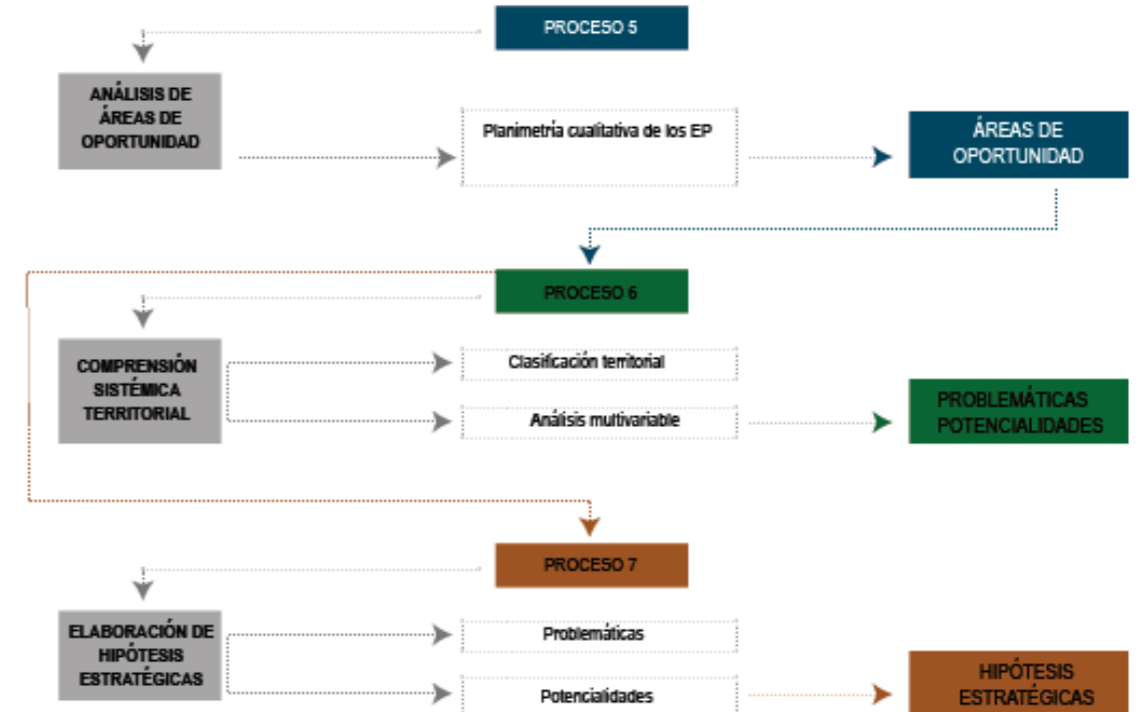 PROCESO 5
ANÁLISIS DE
ÁREAS DE
OPORTUNIDAD
Planimetría cualitativa de los EP
ÁREAS DE
OPORTUNIDAD
PROCESO 6
COMPRENSIÓN
SISTÉMICA
TERRITORIAL
Clasificación territorial
Análisis multivariable
PROBLEMÁTICAS
POTENCIALIDADES
PROCESO 7
ELABORACIÓN DE
HIPÓTESIS
ESTRATÉGICAS
Problemáticas
Potencialidades
HIPÓTESIS
ESTRATÉGICAS